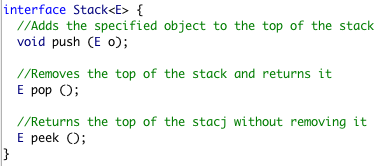 interface Stack<E> {
//Adds the specified object to the top of the stack
void push (E o);
//Removes the top of the stack and returns it
E pop ();
//Returns the top of the stacj without removing it
E peek ();
}